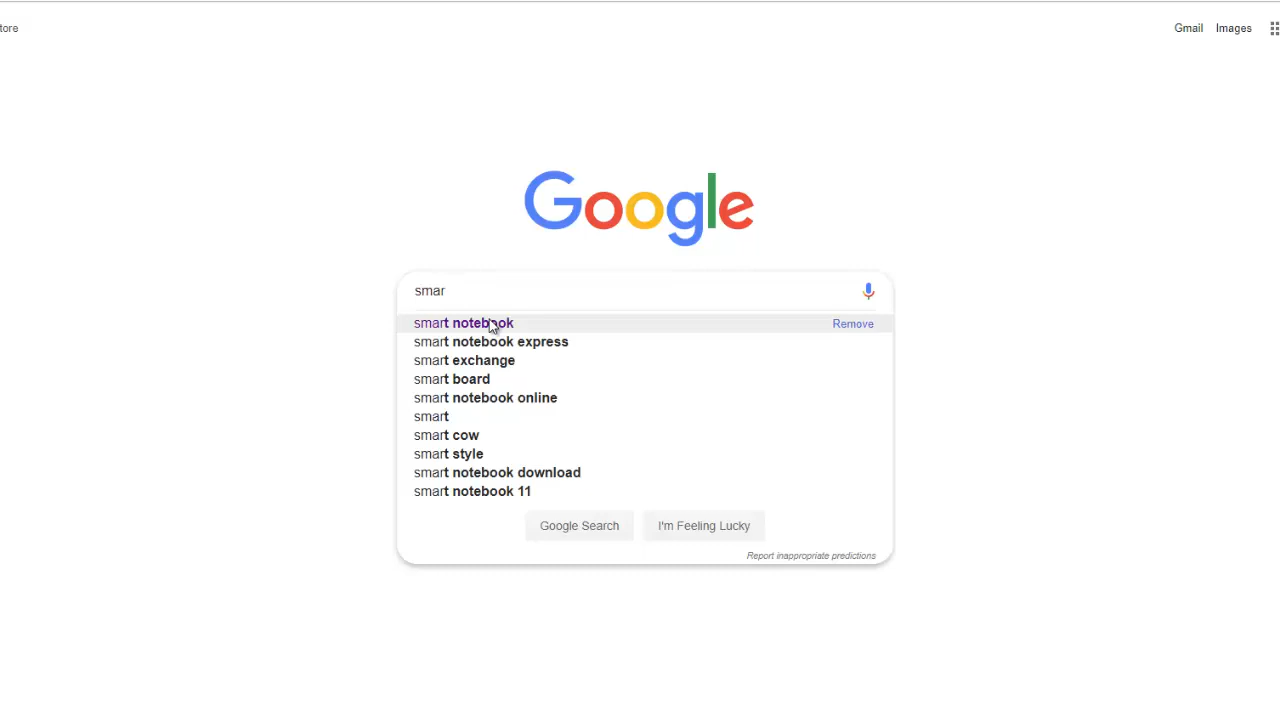 tore
Gmail Images
Google
smar
smart notebook Remove
smart notebook express
smart exchange
smart board
smart notebook online
smart
smart cow
smart style
smart notebook download
smart notebook 11
Google Search I'm Feeling Lucky
Report inappropriate predictions